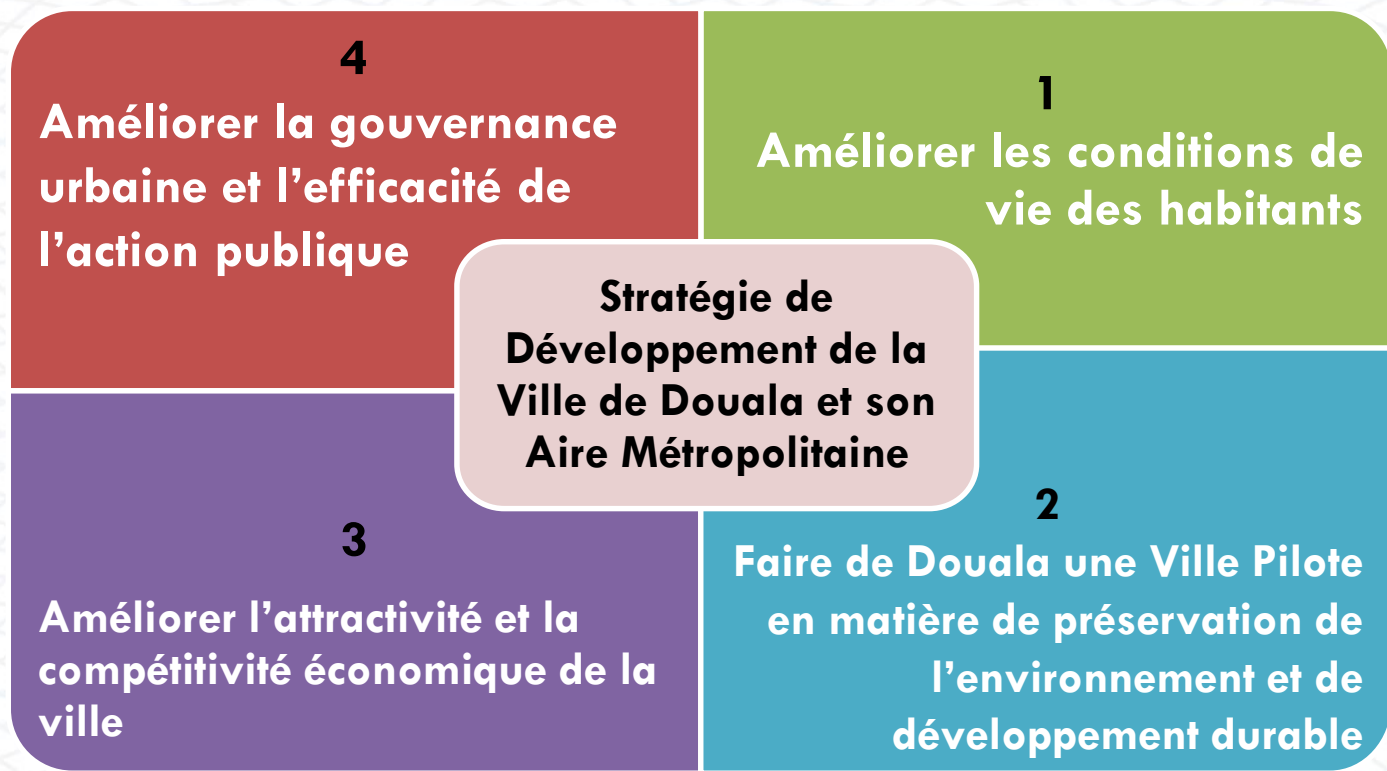 4
Améliorer la gouvernance
urbaine et l’efficacité de
l’action publique
1
Améliorer les conditions de
vie des habitants
Stratégie de
Développement de la
Ville de Douala et son
Aire Métropolitaine
3
Améliorer l’attractivité et la
compétitivité économique de la
ville
2
Faire de Douala une Ville Pilote
en matière de préservation de
l’environnement et de
développement durable